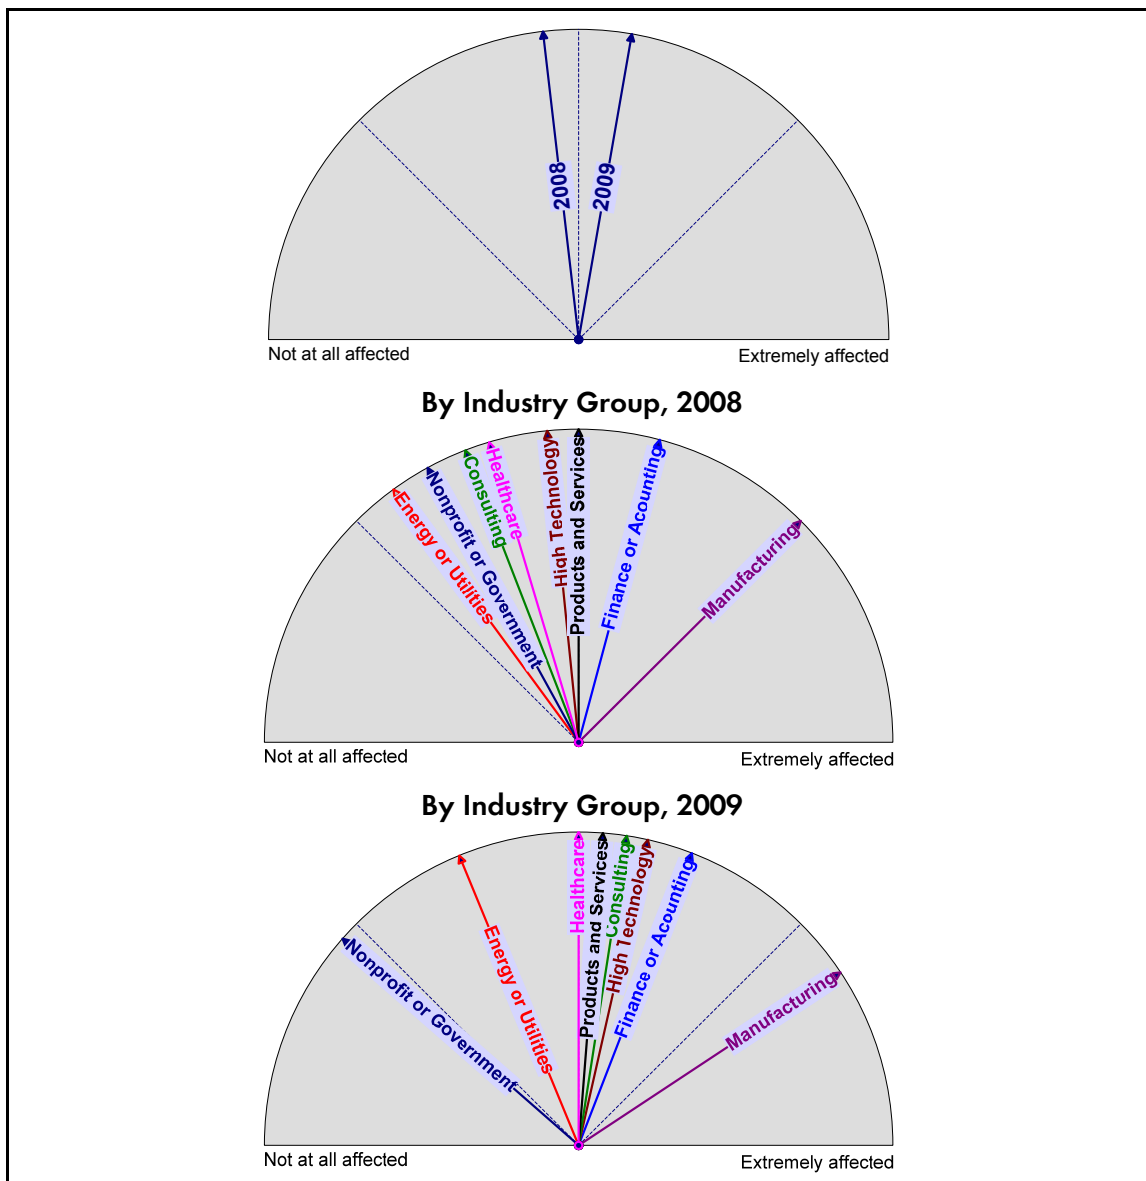 2008
2009
Not at all affected
Extremely affected
By Industry Group, 2008
Energy or Utilities
Nonprofit or Government
Consulting
Healthcare
High Technology
Products and Services
Finance or Acounting
Manufacturing
Not at all affected
Extremely affected
By Industry Group, 2009
Nonprofit or Government
Energy or Utilities
Healthcare
Products and Services
Consulting
High Technology
Finance or Acounting
Manufacturing
Not at all affected
Extremely affected